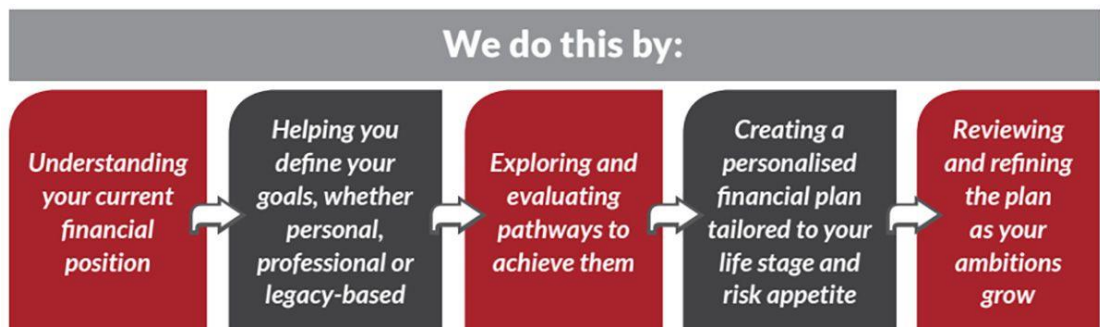 We do this by:
Understanding
your current
financial
position
Helping you
define your
goals, whether
personal,
professional or
legacy-based
Exploring and
evaluating
pathways to
achieve them
Creating a
personalised
financial plan
tailored to your
life stage and
risk appetite
Reviewing
and refining
the plan
as your
ambitions
grow